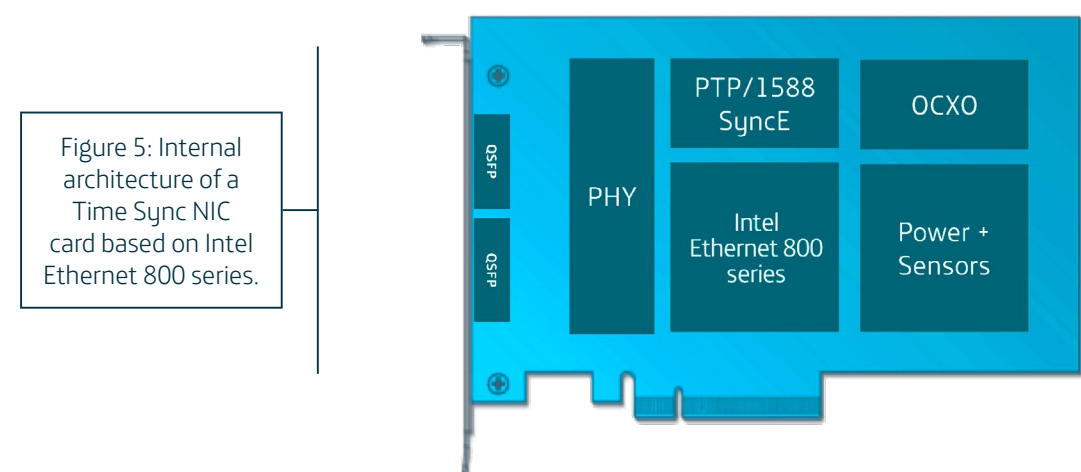 Figure 5: Internal
architecture of a
Time Sync NIC
card based on Intel
Ethernet 800 series.
QSFP
QSFP
PHY
PTP/1588
SyncE
Intel
Ethernet 800
series
OCXO
Power +
Sensors